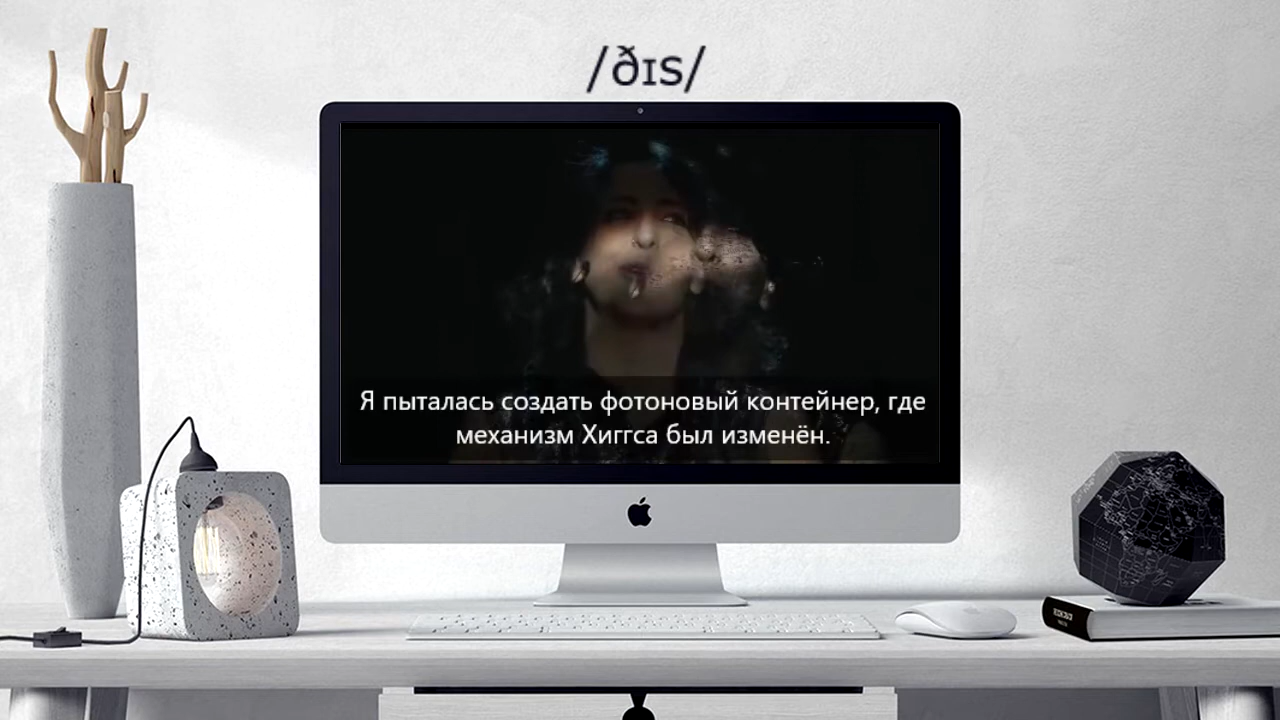 /ðɪs/
Я пыталась создать фотоновый контейнер, где
механизм Хиггса был изменён.